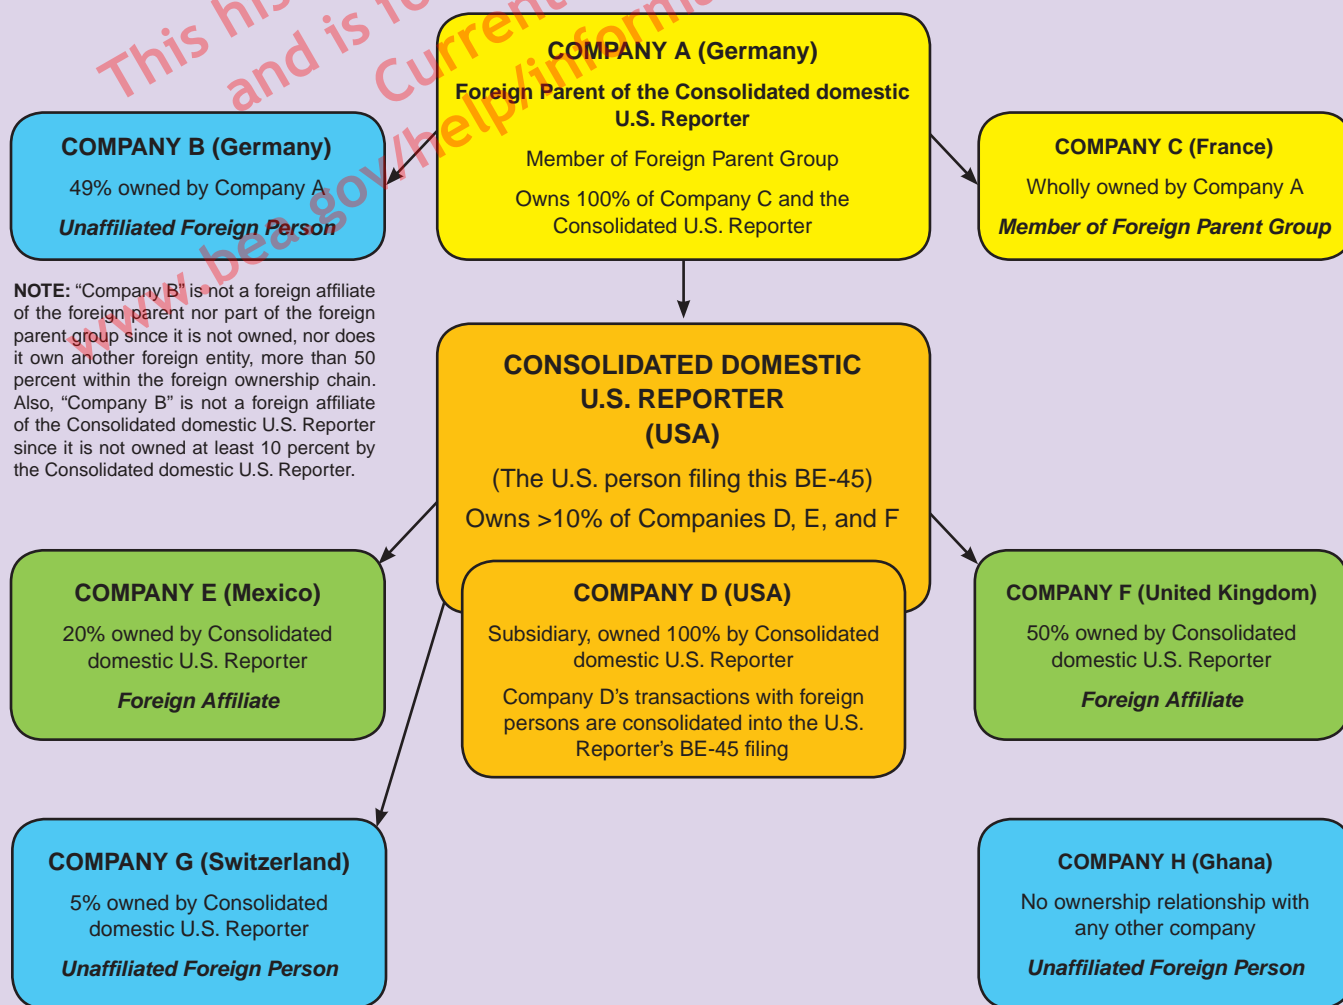 This his
and is fo
Current
www.bea.gov/help/inform
COMPANY A (Germany)
Foreign Parent of the Consolidated domestic
U.S. Reporter
Member of Foreign Parent Group
Owns 100% of Company C and the
Consolidated U.S. Reporter
COMPANY B (Germany)
49% owned by Company A
Unaffiliated Foreign Person
COMPANY C (France)
Wholly owned by Company A
Member of Foreign Parent Group
NOTE: “Company B” is not a foreign affiliate
of the foreign parent nor part of the foreign
parent group since it is not owned, nor does
it own another foreign entity, more than 50
percent within the foreign ownership chain.
Also, “Company B” is not a foreign affiliate
of the Consolidated domestic U.S. Reporter
since it is not owned at least 10 percent by
the Consolidated domestic U.S. Reporter.
CONSOLIDATED DOMESTIC
U.S. REPORTER
(USA)
(The U.S. person filing this BE-45)
Owns >10% of Companies D, E, and F
COMPANY E (Mexico)
20% owned by Consolidated
domestic U.S. Reporter
Foreign Affiliate
COMPANY D (USA)
Subsidiary, owned 100% by Consolidated
domestic U.S. Reporter
Company D’s transactions with foreign
persons are consolidated into the U.S.
Reporter’s BE-45 filing
COMPANY F (United Kingdom)
50% owned by Consolidated
domestic U.S. Reporter
Foreign Affiliate
COMPANY G (Switzerland)
5% owned by Consolidated
domestic U.S. Reporter
Unaffiliated Foreign Person
COMPANY H (Ghana)
No ownership relationship with
any other company
Unaffiliated Foreign Person